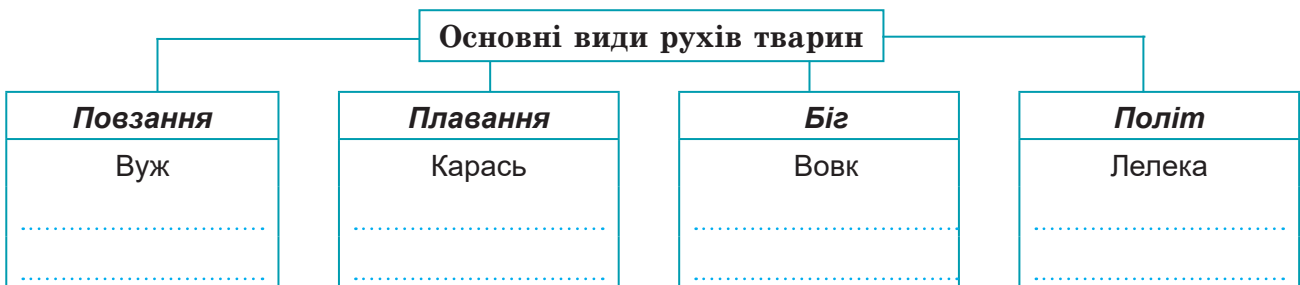 Основні види рухів тварин
Повзання
Вуж
Плавання
Карась
Біг
Вовк
Політ
Лелека